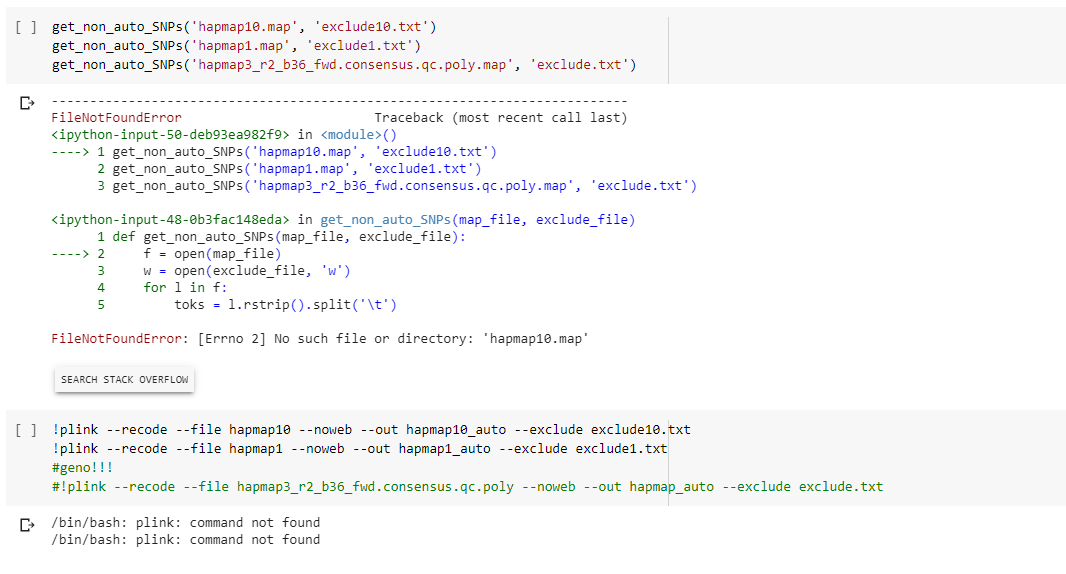 [ ] get_non_auto_SNPs('hapmap10.map', 'exclude10.txt')
get_non_auto_SNPs('hapmap1.map', 'exclude1.txt')
get_non_auto_SNPs('hapmap3_r2_b36_fwd.consensus.qc.poly.map', 'exclude.txt')
---------------------------------------------------------------------------
FileNotFoundError                         Traceback (most recent call last)
<ipython-input-50-deb93ea982f9> in <module>()
----> 1 get_non_auto_SNPs('hapmap10.map', 'exclude10.txt')
      2 get_non_auto_SNPs('hapmap1.map', 'exclude1.txt')
      3 get_non_auto_SNPs('hapmap3_r2_b36_fwd.consensus.qc.poly.map', 'exclude.txt')
<ipython-input-48-0b3fac148eda> in get_non_auto_SNPs(map_file, exclude_file)
      1 def get_non_auto_SNPs(map_file, exclude_file):
----> 2     f = open(map_file)
      3     w = open(exclude_file, 'w')
      4     for l in f:
      5         toks = l.rstrip().split('\t')
FileNotFoundError: [Errno 2] No such file or directory: 'hapmap10.map'
SEARCH STACK OVERFLOW
[ ] !plink --recode --file hapmap10 --noweb --out hapmap10_auto --exclude exclude10.txt
!plink --recode --file hapmap1 --noweb --out hapmap1_auto --exclude exclude1.txt
#geno!!!
#!plink --recode --file hapmap3_r2_b36_fwd.consensus.qc.poly --noweb --out hapmap_auto --exclude exclude.txt
/bin/bash: plink: command not found
/bin/bash: plink: command not found